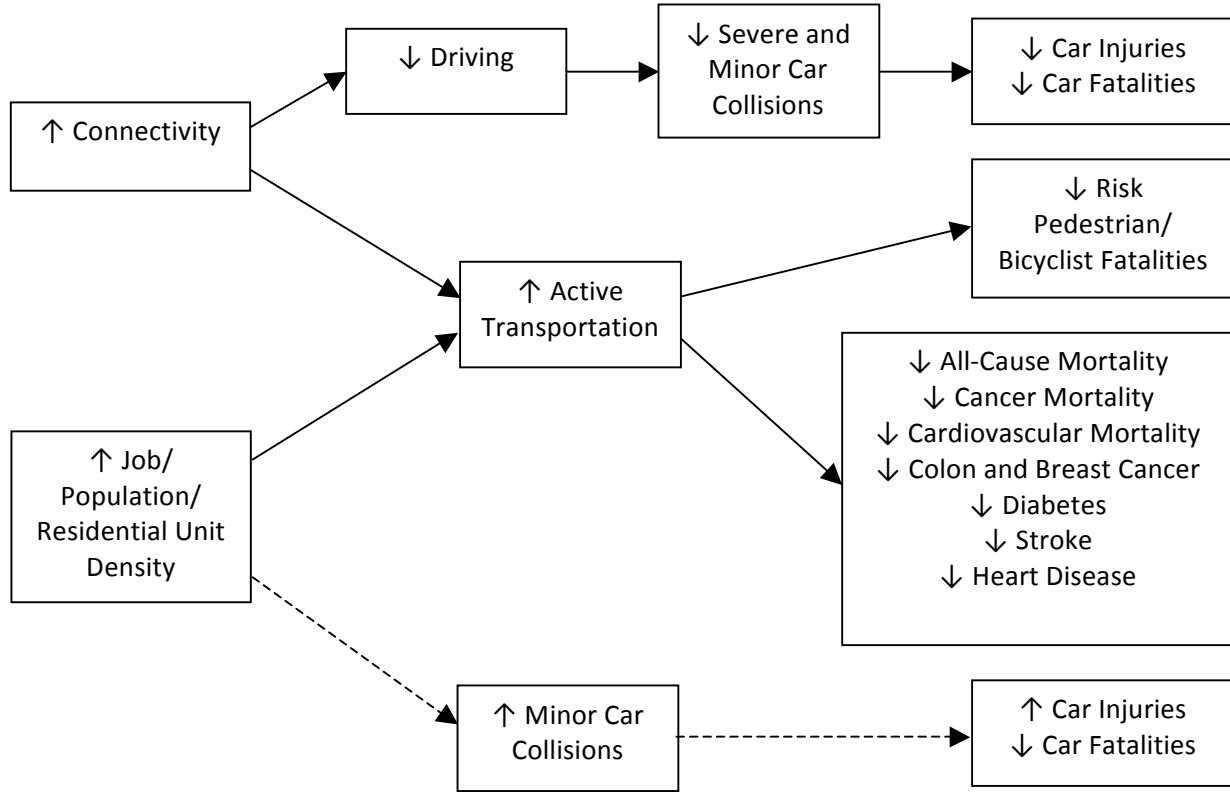 ↓ Driving
↓ Severe and
Minor Car
Collisions
↓ Car Injuries
↓ Car Fatalities
↑ Connectivity
↓ Risk
Pedestrian/
Bicyclist Fatalities
↑ Active
Transportation
↓ All-Cause Mortality
↓ Cancer Mortality
↓ Cardiovascular Mortality
↓ Colon and Breast Cancer
↓ Diabetes
↓ Stroke
↓ Heart Disease
↑ Job/
Population/
Residential Unit
Density
↑ Minor Car
Collisions
↑ Car Injuries
↓ Car Fatalities